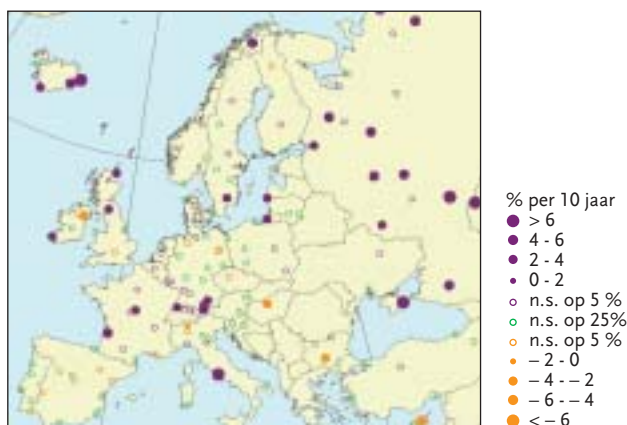 % per 10 jaar
> 6
4 - 6
2 - 4
0 - 2
n.s. op 5 %
n.s. op 25%
n.s. op 5 %
– 2 - 0
– 4 - – 2
– 6 - – 4
< – 6